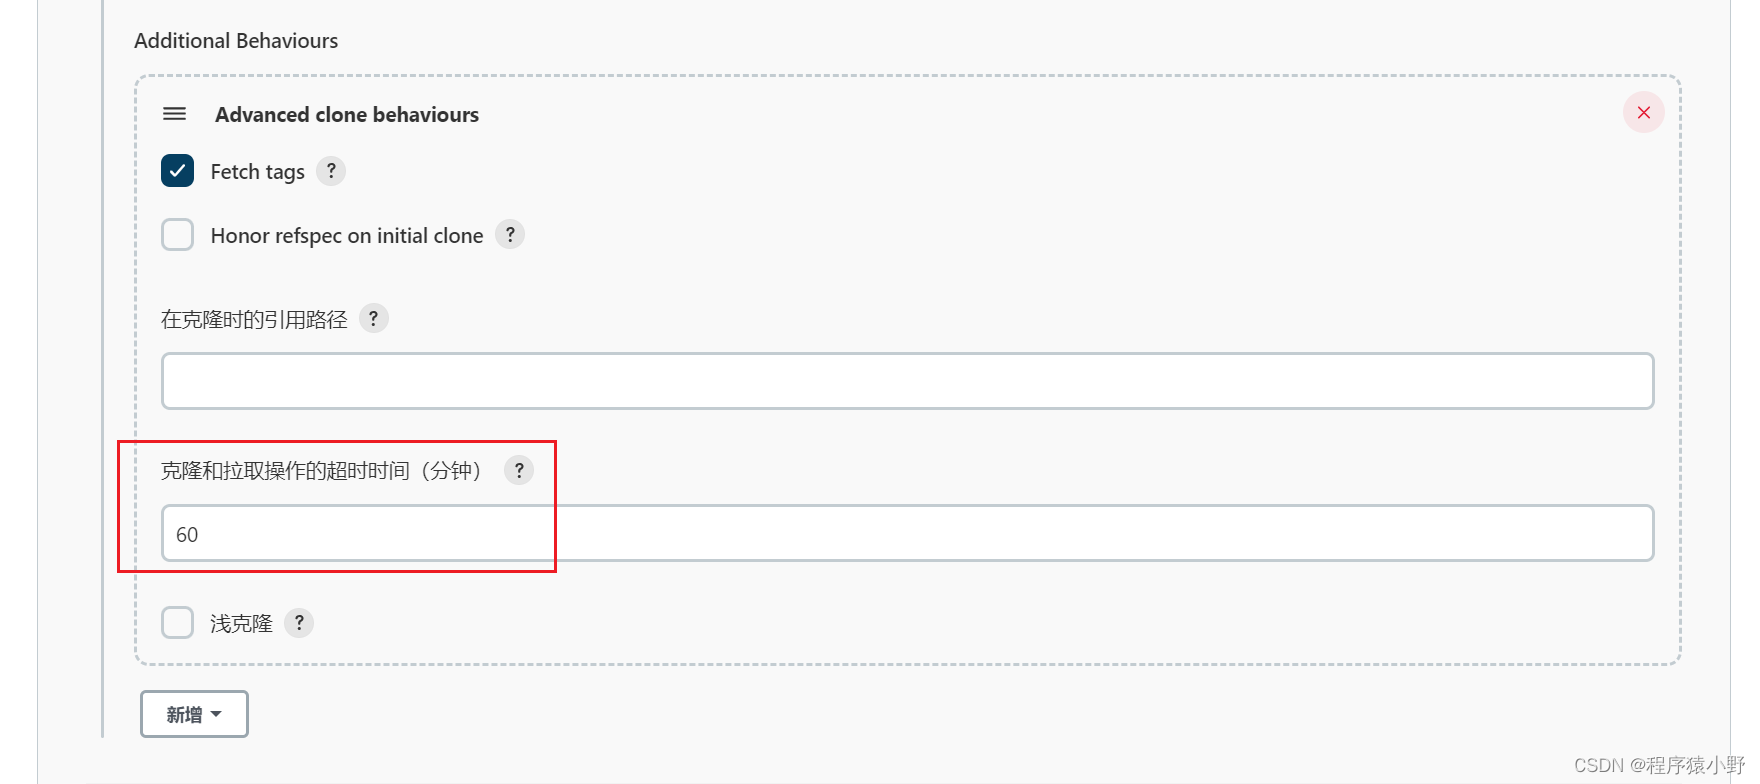 Additional Behaviours
Advanced clone behaviours
Fetch tags ?
Honor refspec on initial clone ?
在克隆时的引用路径 ?
克隆和拉取操作的超时时间（分钟） ?
60
浅克隆 ?
新增
CSDN @程序猿小野